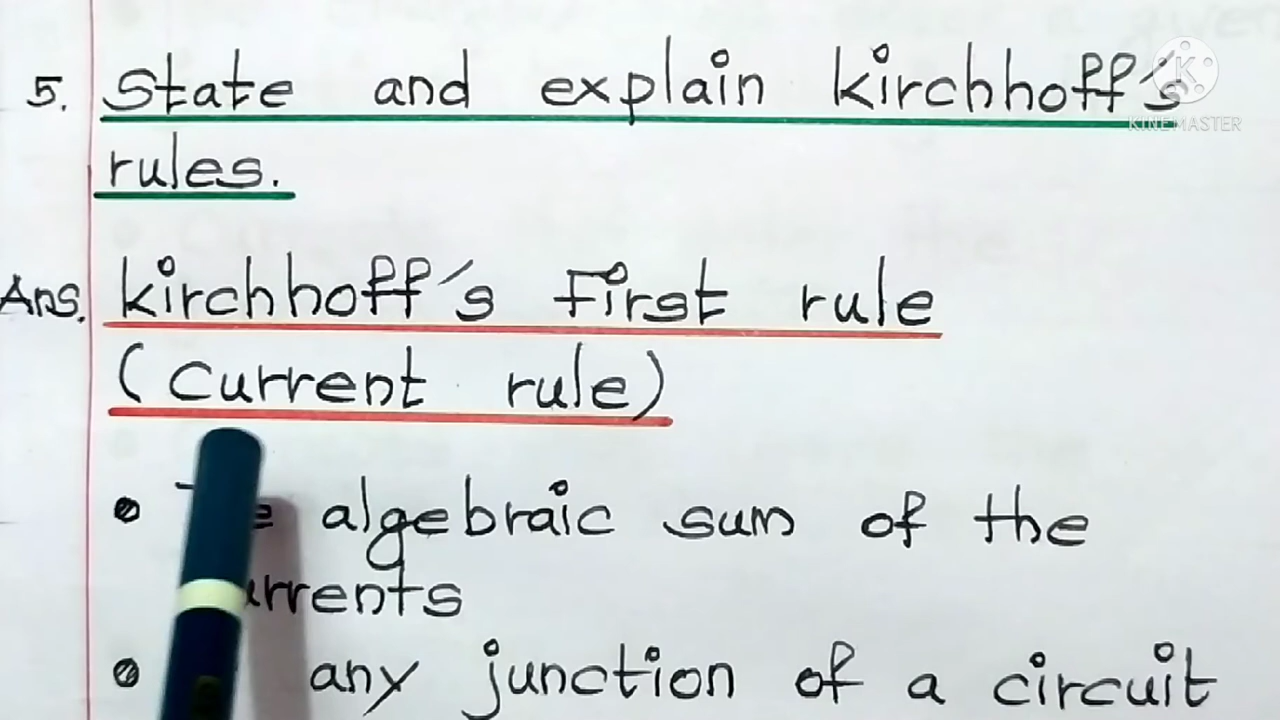 5. State and explain Kirchhoff's
rules.
Ans. Kirchhoff's First rule
(Current rule)
• algebraic sum of the
• any junction of a circuit
KINEMASTER